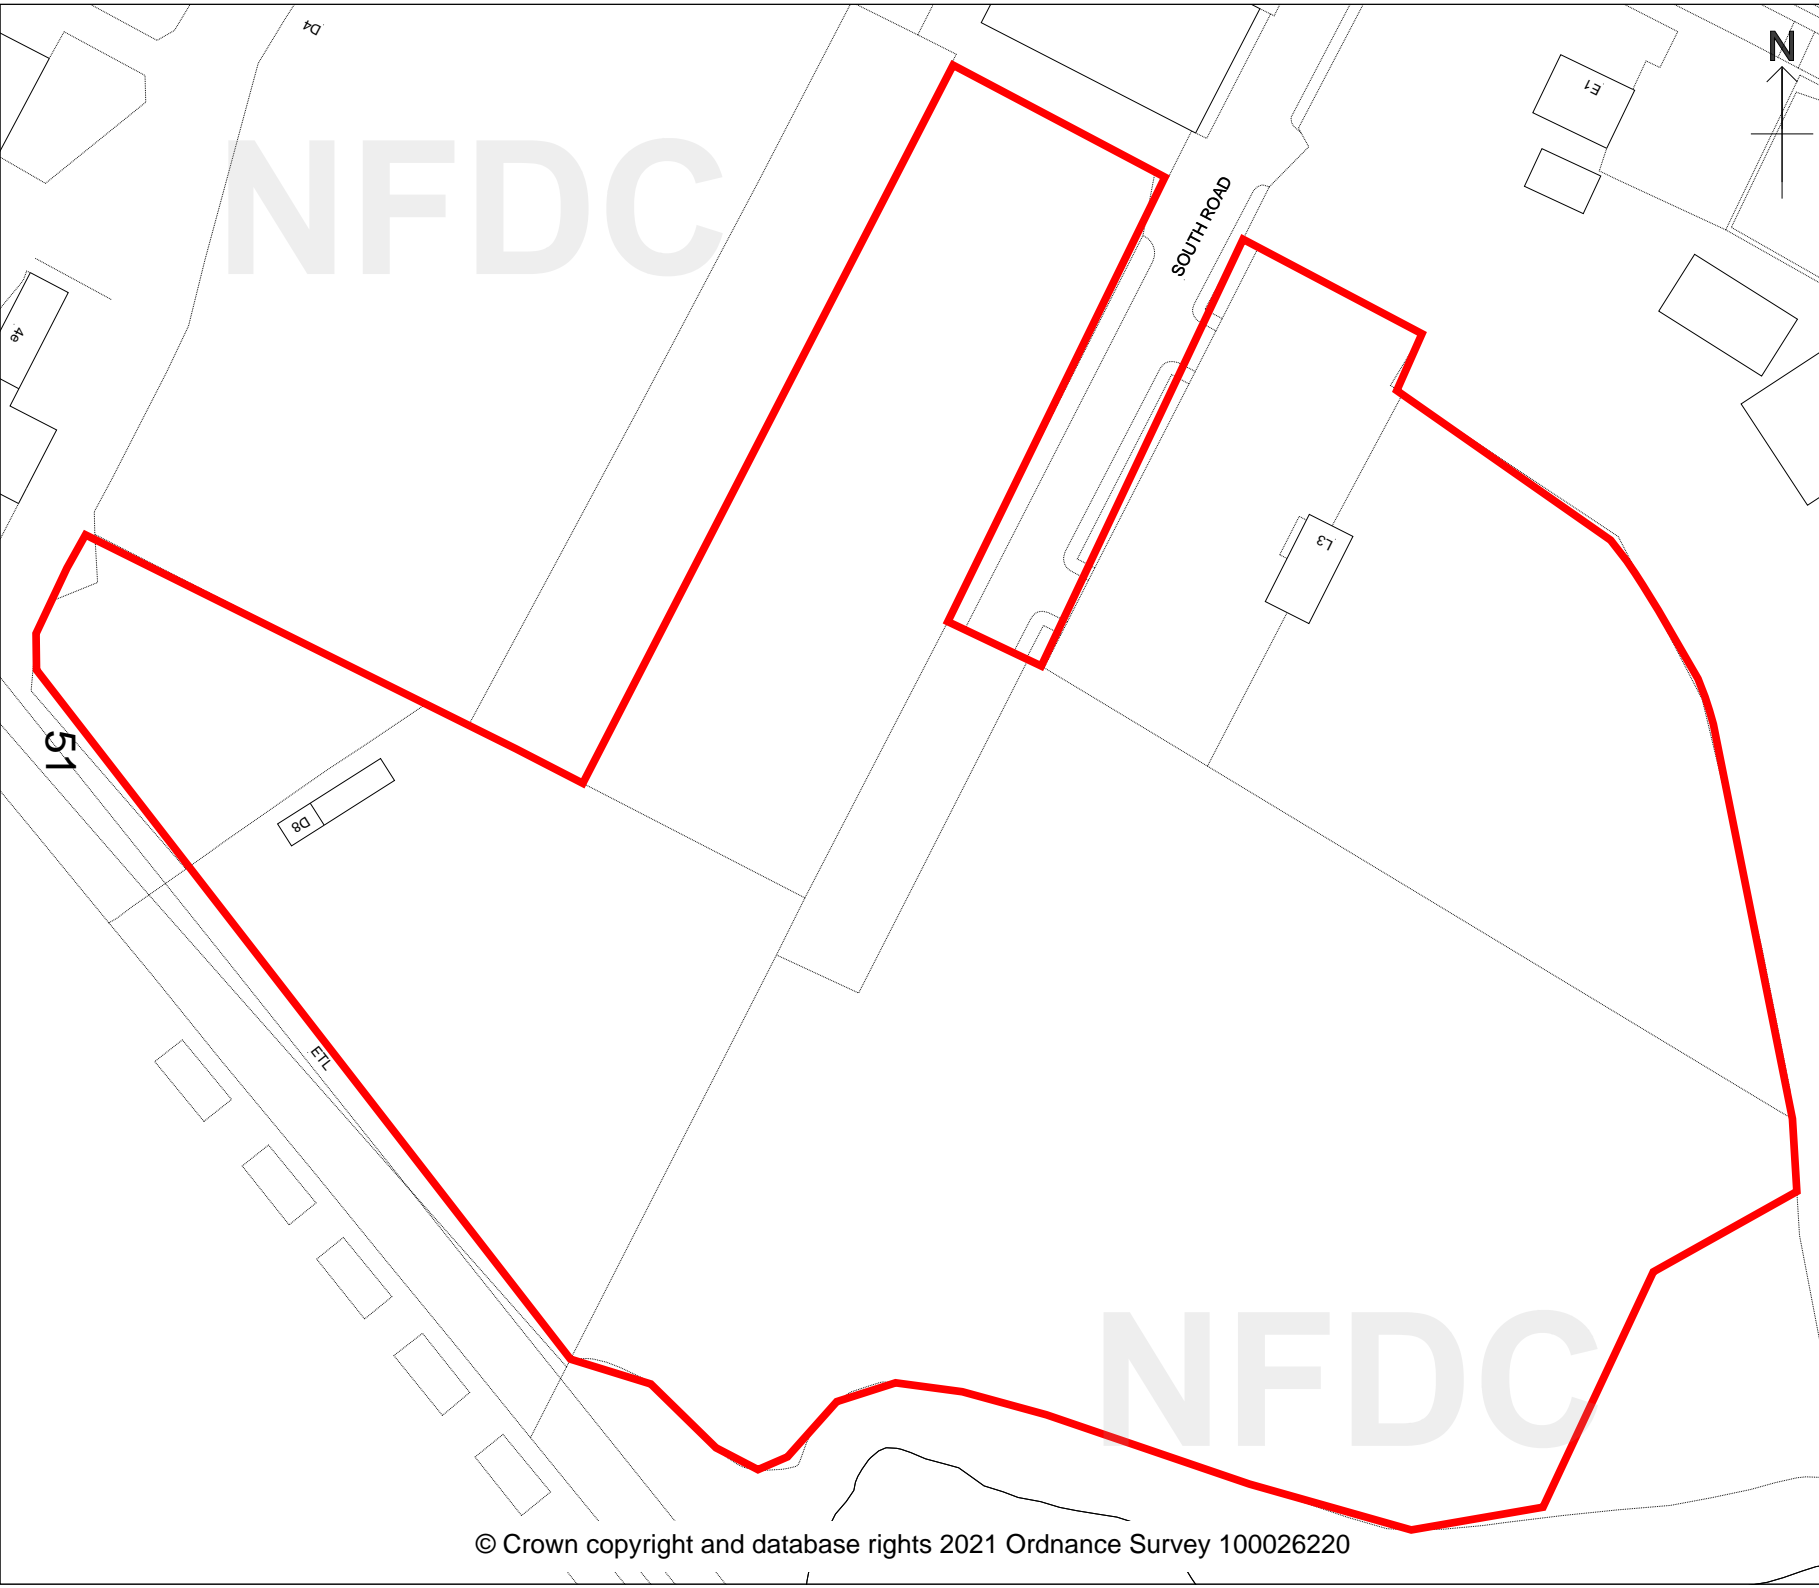 D4
N
E1
NFDC
SOUTH ROAD
4e
L3
51
D8
ETL
NFDC
© Crown copyright and database rights 2021 Ordnance Survey 100026220